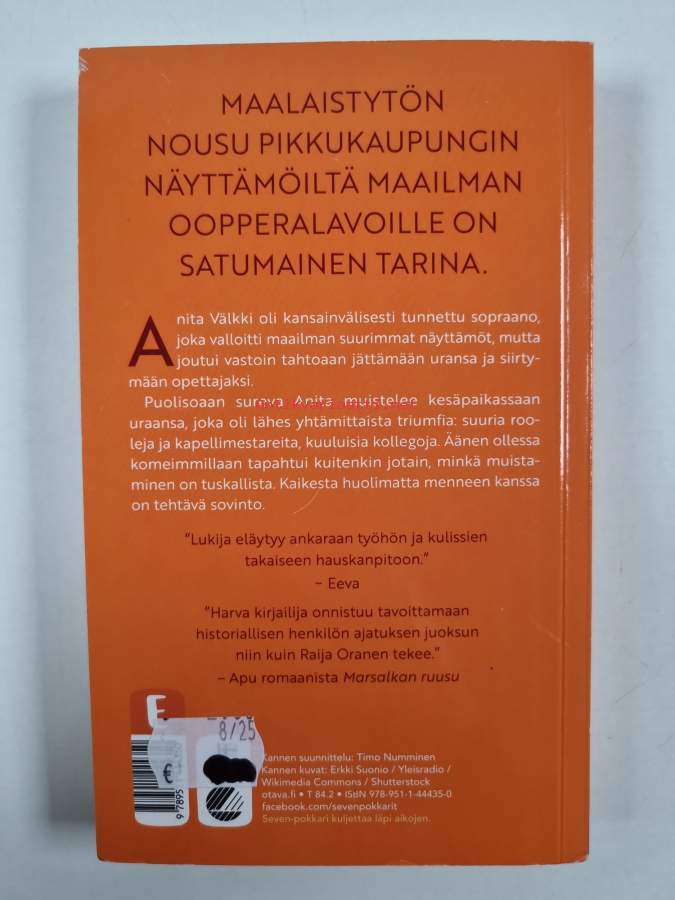 MAALAISTYTÖN
NOUSU PIKKUKAUPUNGIN
NÄYTTÄMÖILTÄ MAAILMAN
OOPPERALAVOILLE ON
SATUMAINEN TARINA.
Anita Välkki oli kansainvälisesti tunnettu sopraano,
joka valloitti maailman suurimmat näyttämöt, mutta
joutui vastoin tahtoaan jättämään uransa ja siirty-
mään opettajaksi.
Puolisoaan sureva Anita muistelee kesäpaikassaan
uraansa, joka oli lähes yhtämittaista triumfia: suuria roo-
leja ja kapellimestareita, kuuluisia kollegoja. Äänen ollessa
komeimmillaan tapahtui kuitenkin jotain, minkä muista-
minen on tuskallista. Kaikesta huolimatta menneen kanssa
on tehtävä sovinto.
”Lukija eläytyy ankaraan työhön ja kulissien
takaiseen hauskanpitoon.”
– Eeva
”Harva kirjailija onnistuu tavoittamaan
historiallisen henkilön ajatuksen juoksun
niin kuin Raija Oranen tekee.”
– Apu romaanista Marsalkan ruusu
8/25
€
9 7895
Kannen suunnittelu: Timo Numminen
Kannen kuvat: Erkki Suonio / Yleisradio /
Wikimedia Commons / Shutterstock
otava.fi • T 84.2 • ISBN 978-951-1-44435-0
facebook.com/sevenpokkarit
Seven-pokkari kuljettaa läpi aikojen.